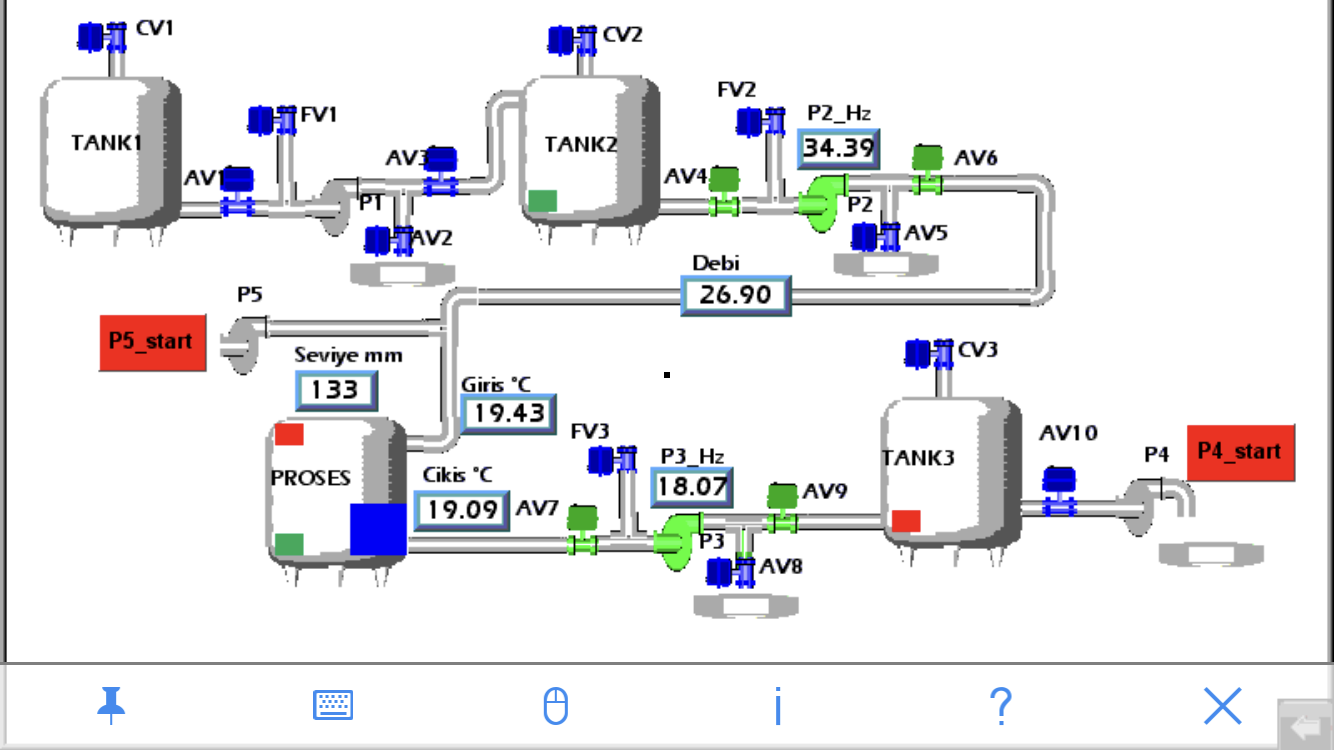 CV1
CV2
FV1
FV2
P2_Hz
TANK1
TANK2
34.39
AV3
AV6
AV1
AV4
P1
P2
AV2
AV5
Debi
26.90
P5
P5_start
Seviye mm
133
Giris °C
19.43
CV3
FV3
AV10
P3_Hz
TANK3
P4
P4_start
PROSES
Cikis °C
19.09
18.07
AV7
AV9
P3
AV8
i
?